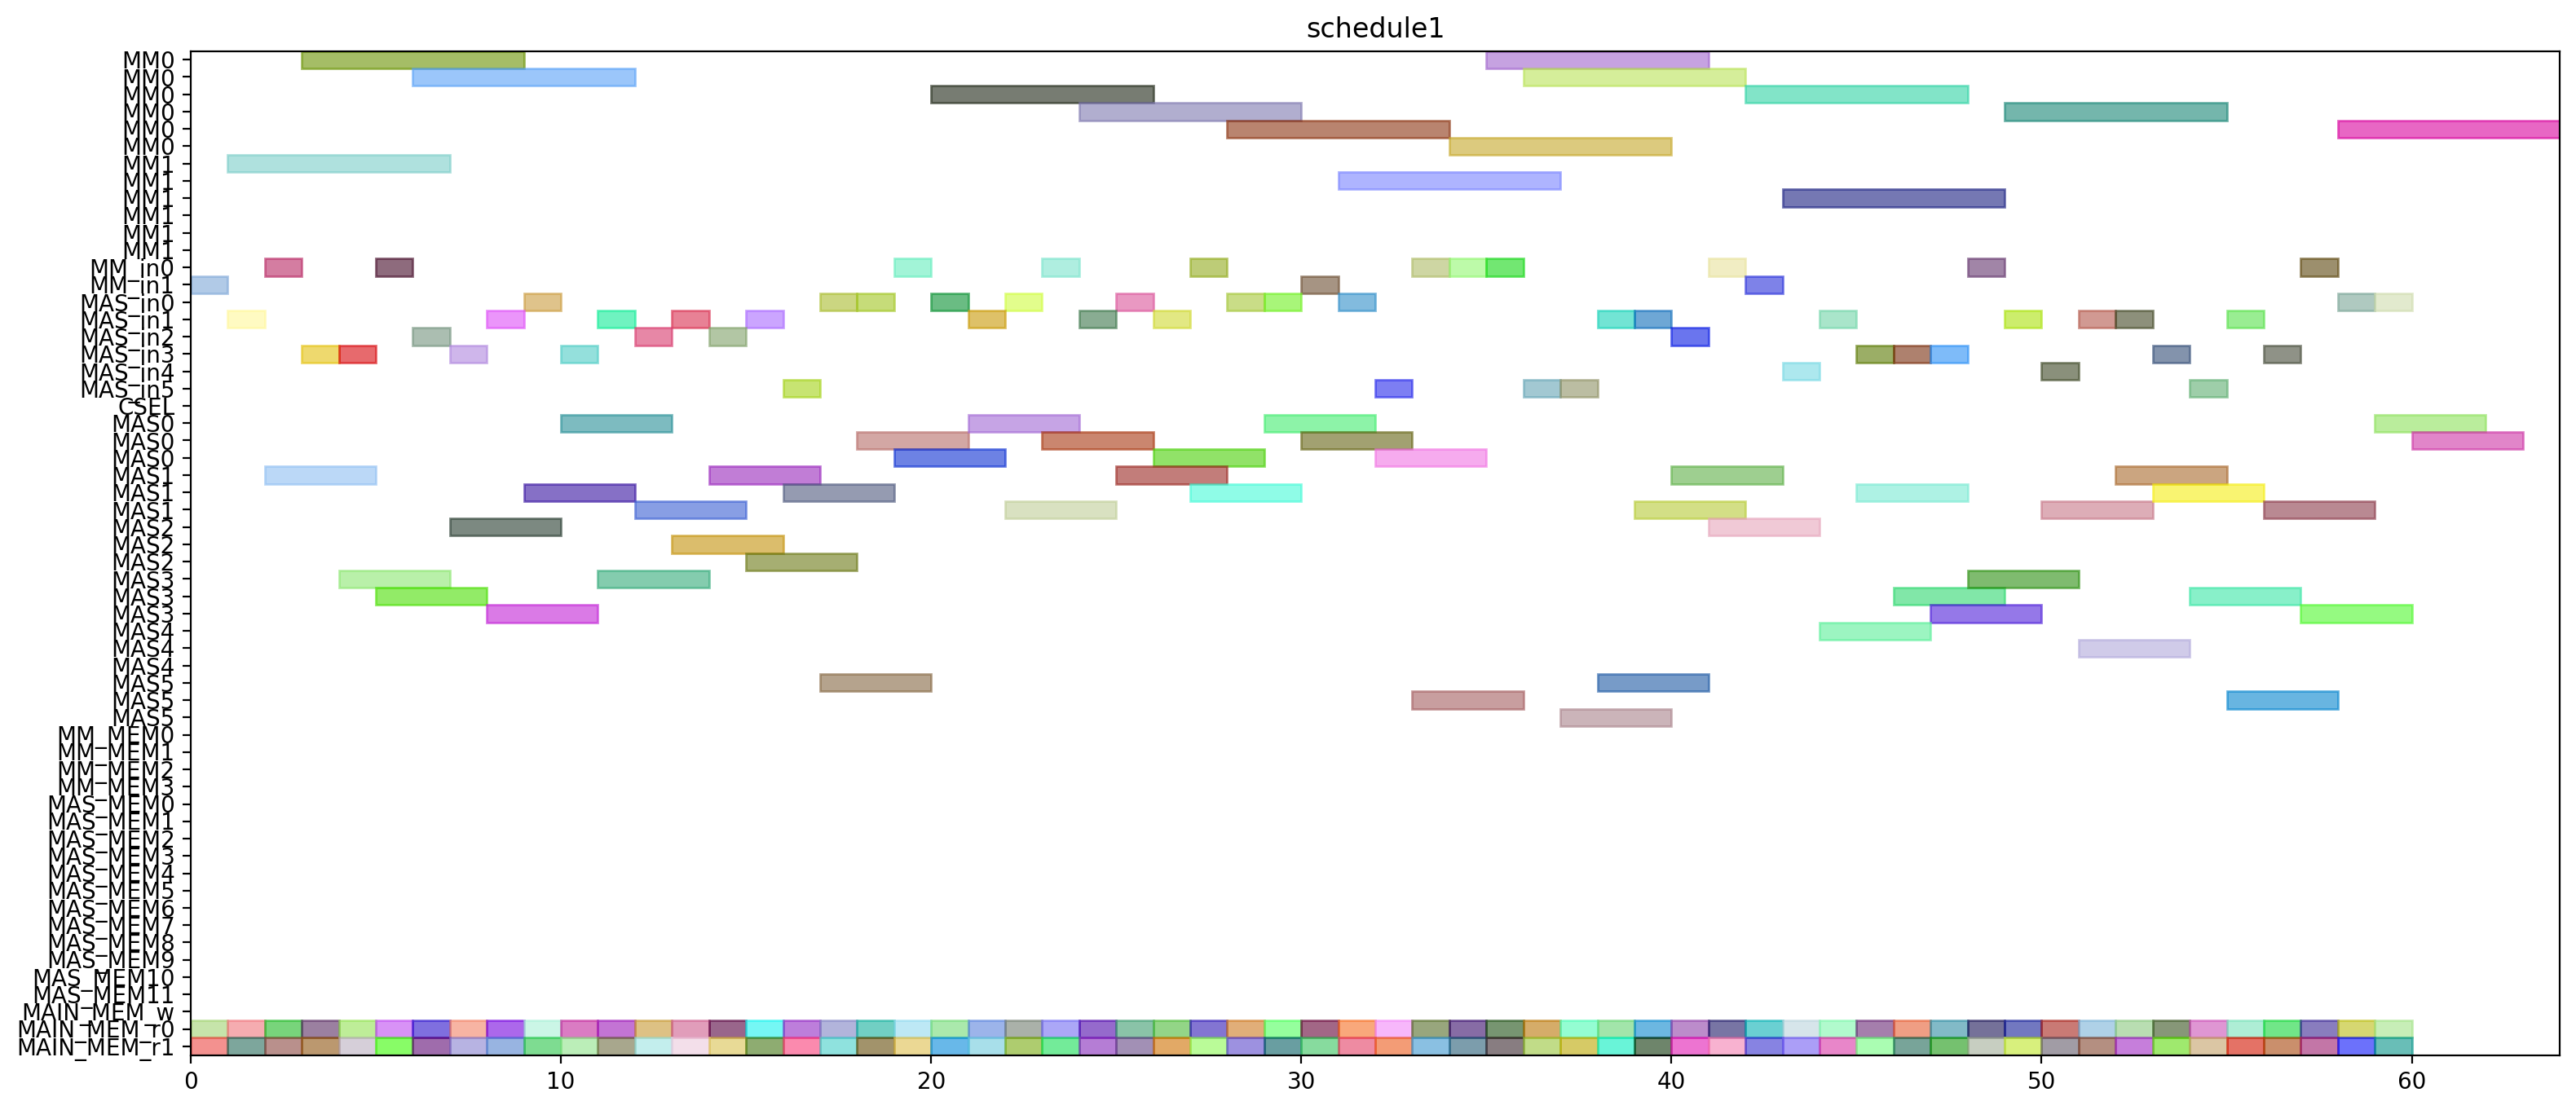 schedule1
MM0
MM0
MM0
MM0
MM0
MM0
MM1
MM1
MM1
MM1
MM1
MM1
MM_in0
MM_in1
MAS_in0
MAS_in1
MAS_in2
MAS_in3
MAS_in4
MAS_in5
CSEL
MAS0
MAS0
MAS0
MAS1
MAS1
MAS1
MAS2
MAS2
MAS2
MAS3
MAS3
MAS3
MAS4
MAS4
MAS4
MAS5
MAS5
MAS5
MM_MEM0
MM_MEM1
MM_MEM2
MM_MEM3
MAS_MEM0
MAS_MEM1
MAS_MEM2
MAS_MEM3
MAS_MEM4
MAS_MEM5
MAS_MEM6
MAS_MEM7
MAS_MEM8
MAS_MEM9
MAS_MEM10
MAS_MEM11
MAIN_MEM_w
MAIN_MEM_r0
MAIN_MEM_r1
0 10 20 30 40 50 60